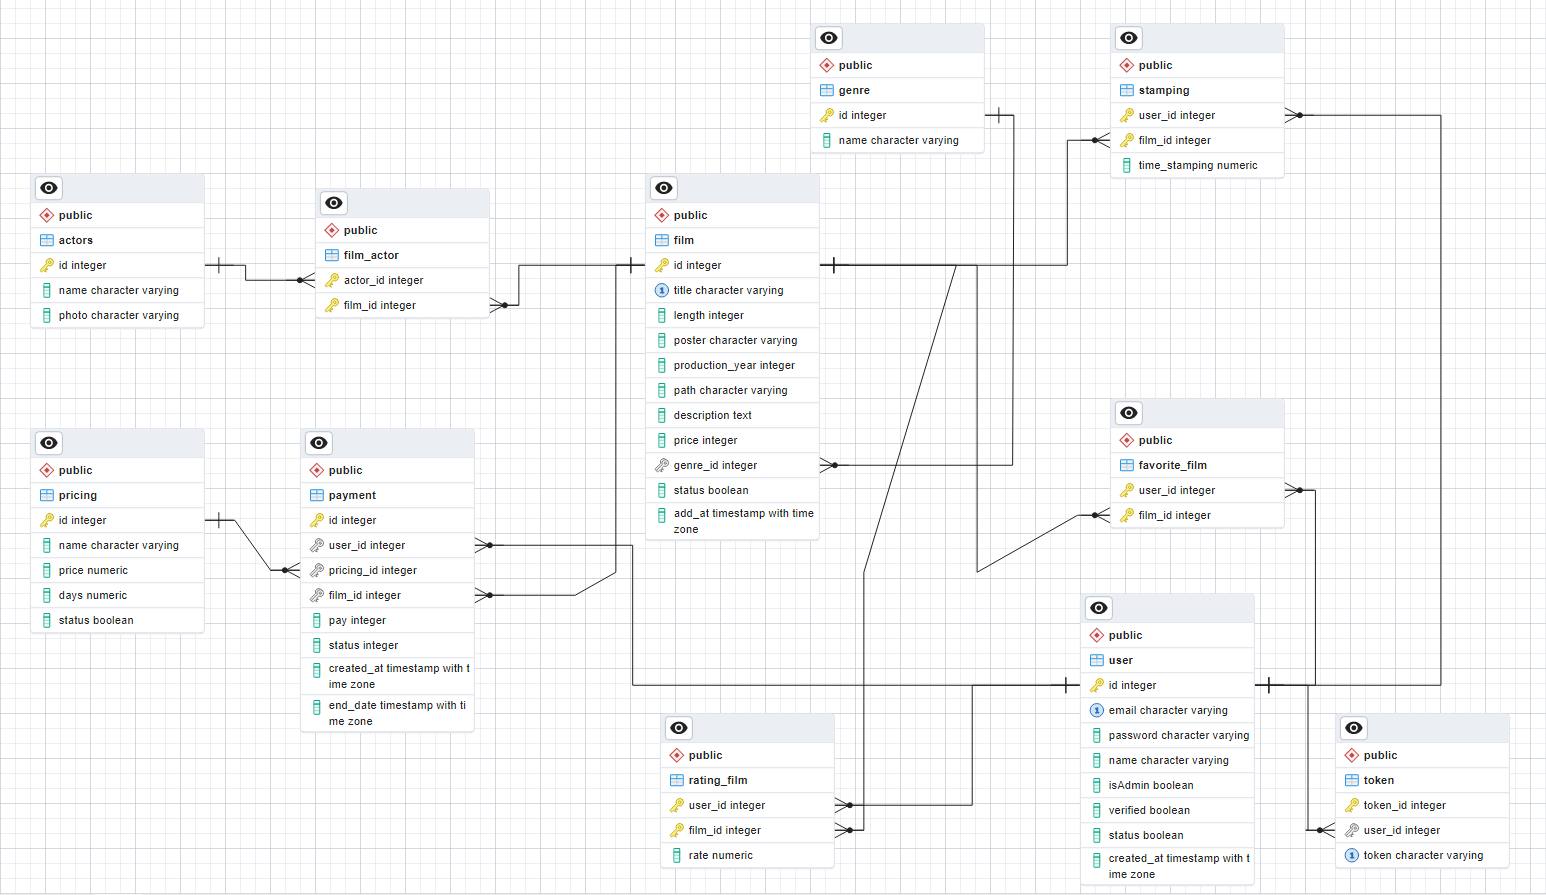 public
genre
id integer
name character varying
public
stamping
user_id integer
film_id integer
time_stamping numeric
public
actors
id integer
name character varying
photo character varying
public
film_actor
actor_id integer
film_id integer
public
film
id integer
1 title character varying
length integer
poster character varying
production_year integer
path character varying
description text
price integer
genre_id integer
status boolean
add_at timestamp with time
zone
public
favorite_film
user_id integer
film_id integer
public
pricing
id integer
name character varying
price numeric
days numeric
status boolean
public
payment
id integer
user_id integer
pricing_id integer
film_id integer
pay integer
status integer
created_at timestamp with t
ime zone
end_date timestamp with ti
me zone
public
user
id integer
1 email character varying
password character varying
name character varying
isAdmin boolean
verified boolean
status boolean
created_at timestamp with t
ime zone
public
rating_film
user_id integer
film_id integer
rate numeric
public
token
token_id integer
user_id integer
1 token character varying